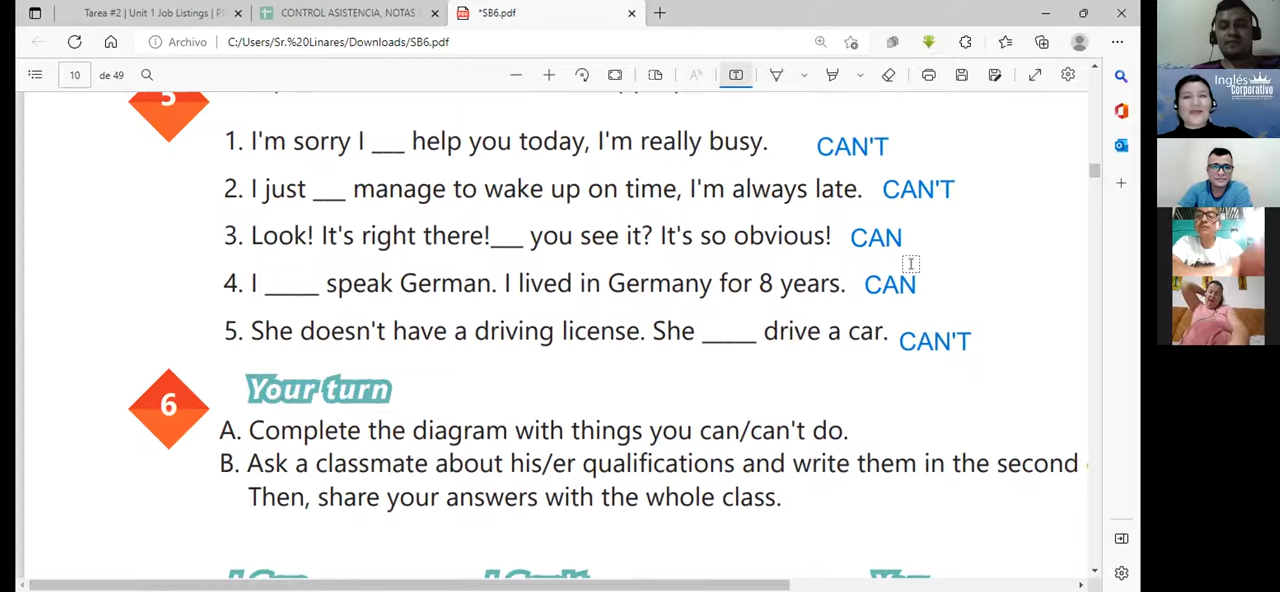 Tarea #2 | Unit 1 Job Listings | P
CONTROL ASISTENCIA, NOTAS
*SB6.pdf
Archivo C:/Users/Sr.%20Linares/Downloads/SB6.pdf
10 de 49
Inglés
Corporativo
5
1. I'm sorry I ___ help you today, I'm really busy. CAN'T
2. I just ___ manage to wake up on time, I'm always late. CAN'T
3. Look! It's right there!___ you see it? It's so obvious! CAN
4. I _____ speak German. I lived in Germany for 8 years. CAN
5. She doesn't have a driving license. She _____ drive a car. CAN'T
6
Your turn
A. Complete the diagram with things you can/can't do.
B. Ask a classmate about his/er qualifications and write them in the second
Then, share your answers with the whole class.
I Can I Can't You